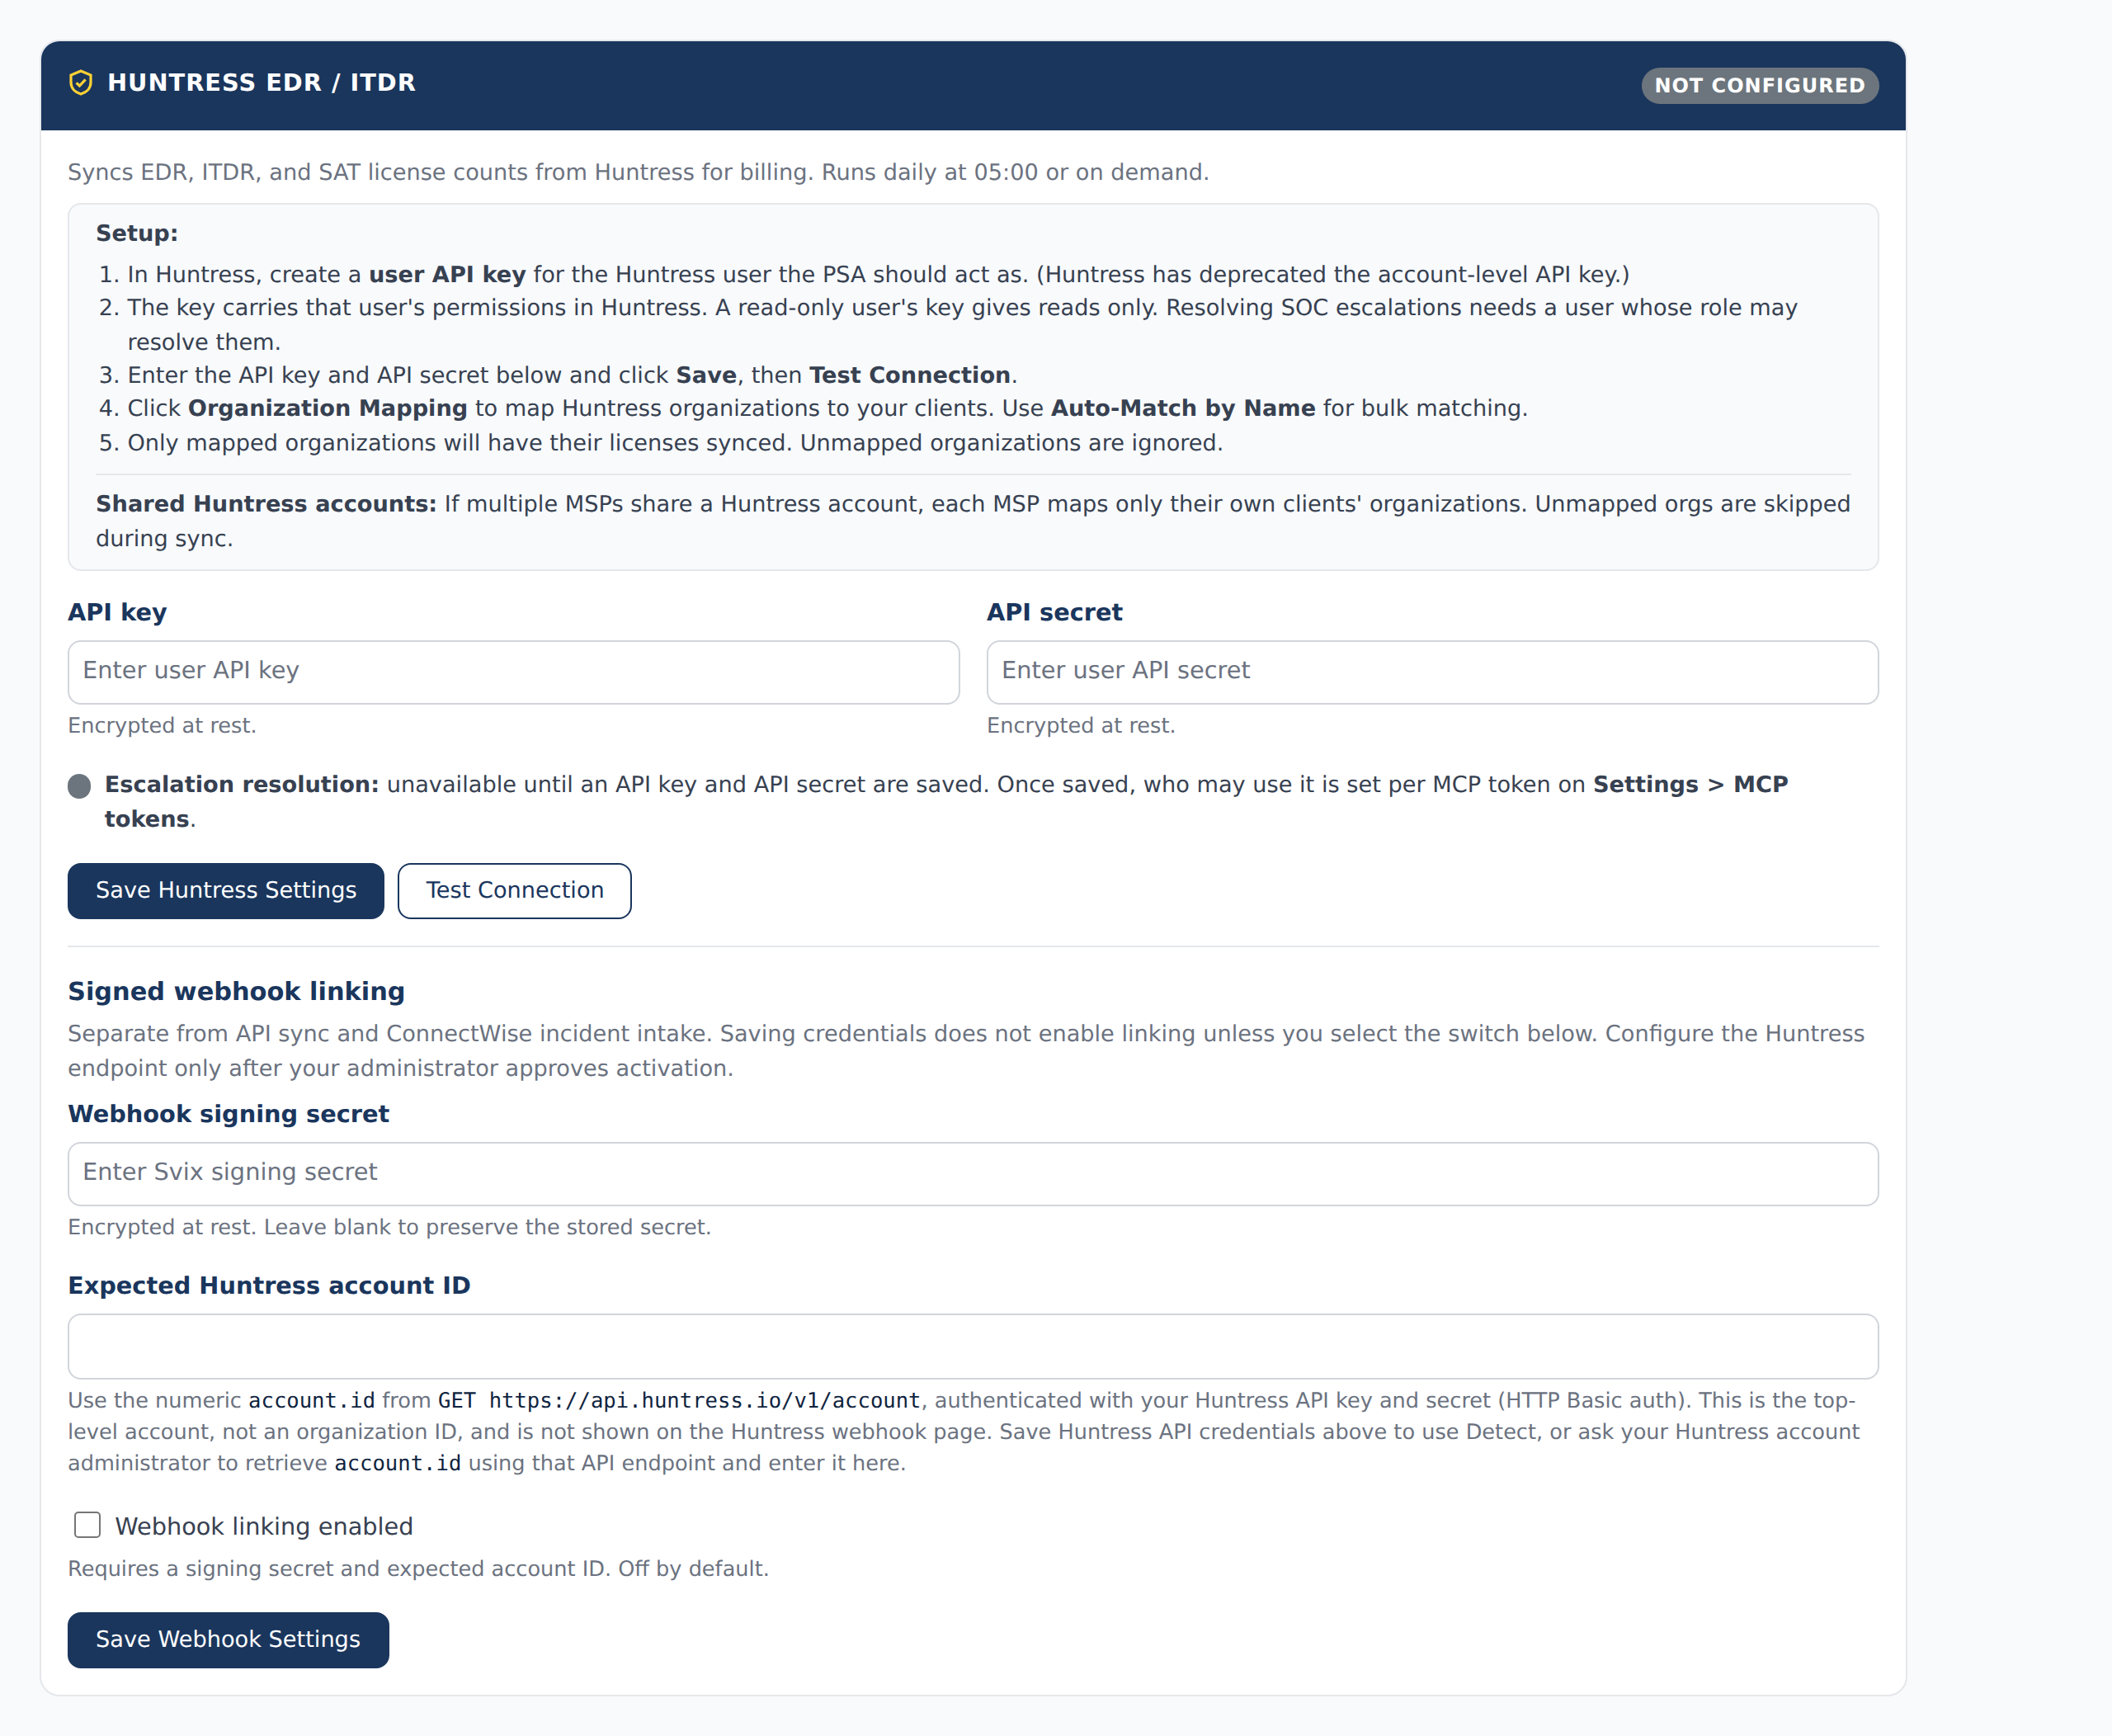 HUNTRESS EDR / ITDR
NOT CONFIGURED
Syncs EDR, ITDR, and SAT license counts from Huntress for billing. Runs daily at 05:00 or on demand.
Setup:
1. In Huntress, create a user API key for the Huntress user the PSA should act as. (Huntress has deprecated the account-level API key.)
2. The key carries that user's permissions in Huntress. A read-only user's key gives reads only. Resolving SOC escalations needs a user whose role may
resolve them.
3. Enter the API key and API secret below and click Save, then Test Connection.
4. Click Organization Mapping to map Huntress organizations to your clients. Use Auto-Match by Name for bulk matching.
5. Only mapped organizations will have their licenses synced. Unmapped organizations are ignored.
Shared Huntress accounts: If multiple MSPs share a Huntress account, each MSP maps only their own clients' organizations. Unmapped orgs are skipped
during sync.
API key
API secret
Enter user API key
Enter user API secret
Encrypted at rest.
Encrypted at rest.
Escalation resolution: unavailable until an API key and API secret are saved. Once saved, who may use it is set per MCP token on Settings > MCP
tokens.
Save Huntress Settings
Test Connection
Signed webhook linking
Separate from API sync and ConnectWise incident intake. Saving credentials does not enable linking unless you select the switch below. Configure the Huntress
endpoint only after your administrator approves activation.
Webhook signing secret
Enter Svix signing secret
Encrypted at rest. Leave blank to preserve the stored secret.
Expected Huntress account ID
Use the numeric account.id from GET https://api.huntress.io/v1/account, authenticated with your Huntress API key and secret (HTTP Basic auth). This is the top-
level account, not an organization ID, and is not shown on the Huntress webhook page. Save Huntress API credentials above to use Detect, or ask your Huntress account
administrator to retrieve account.id using that API endpoint and enter it here.
Webhook linking enabled
Requires a signing secret and expected account ID. Off by default.
Save Webhook Settings